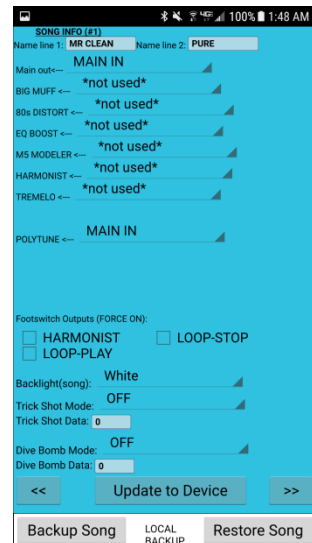 100% 1:48 AM
SONG INFO (#1)
Name line 1: MR CLEAN Name line 2: PURE
Main out<--- MAIN IN
BIG MUFF <--- *not used*
80s DISTORT <--- *not used*
EQ BOOST <--- *not used*
M5 MODELER <--- *not used*
HARMONIST <--- *not used*
TREMELO <--- *not used*
POLYTUNE <--- MAIN IN
Footswitch Outputs (FORCE ON):
HARMONIST LOOP-STOP
LOOP-PLAY
Backlight(song): White
Trick Shot Mode: OFF
Trick Shot Data: 0
Dive Bomb Mode: OFF
Dive Bomb Data: 0
<< Update to Device >>
Backup Song LOCAL BACKUP Restore Song